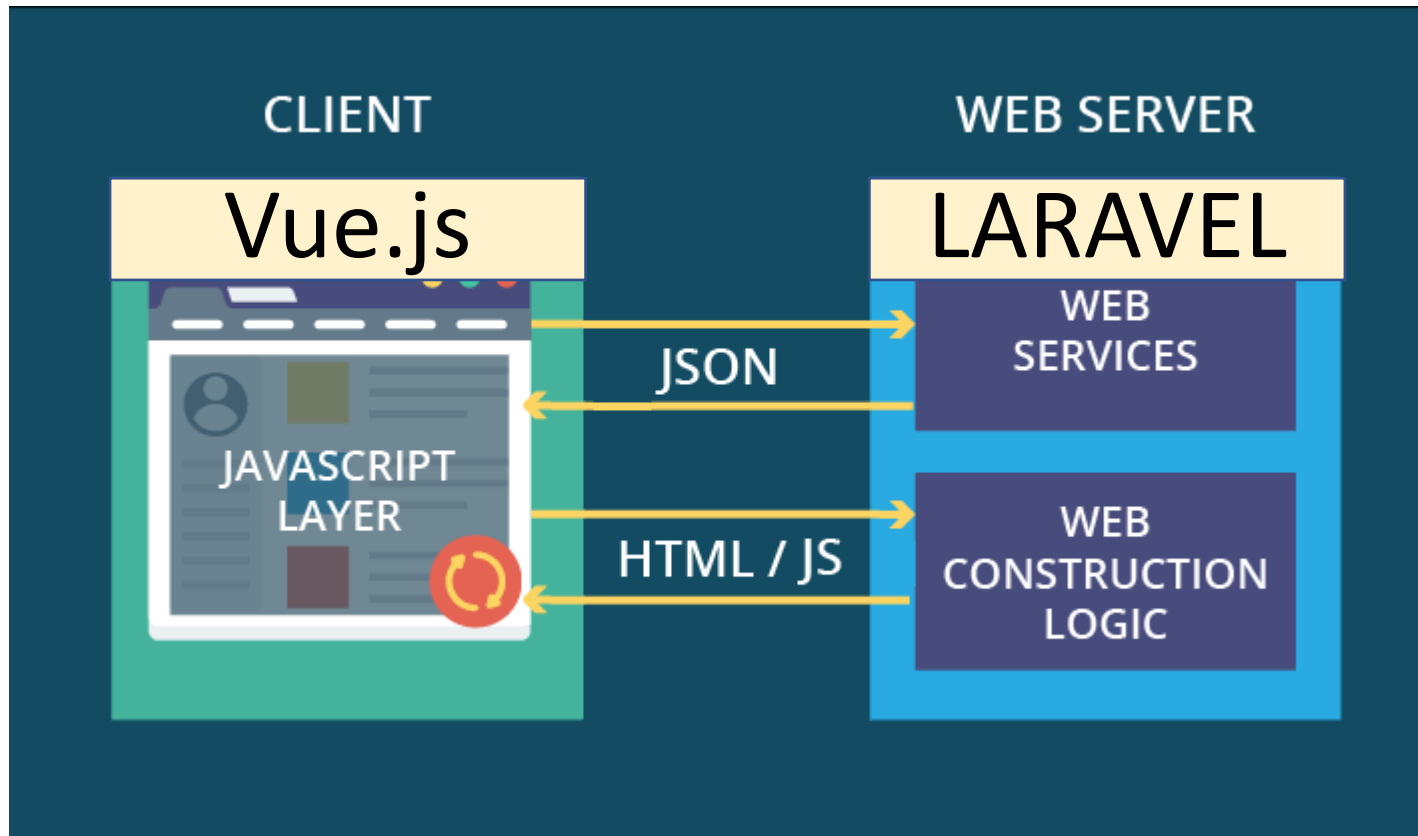 CLIENT
WEB SERVER
Vue.js
LARAVEL
WEB
SERVICES
JSON
JAVASCRIPT
LAYER
HTML / JS
WEB
CONSTRUCTION
LOGIC